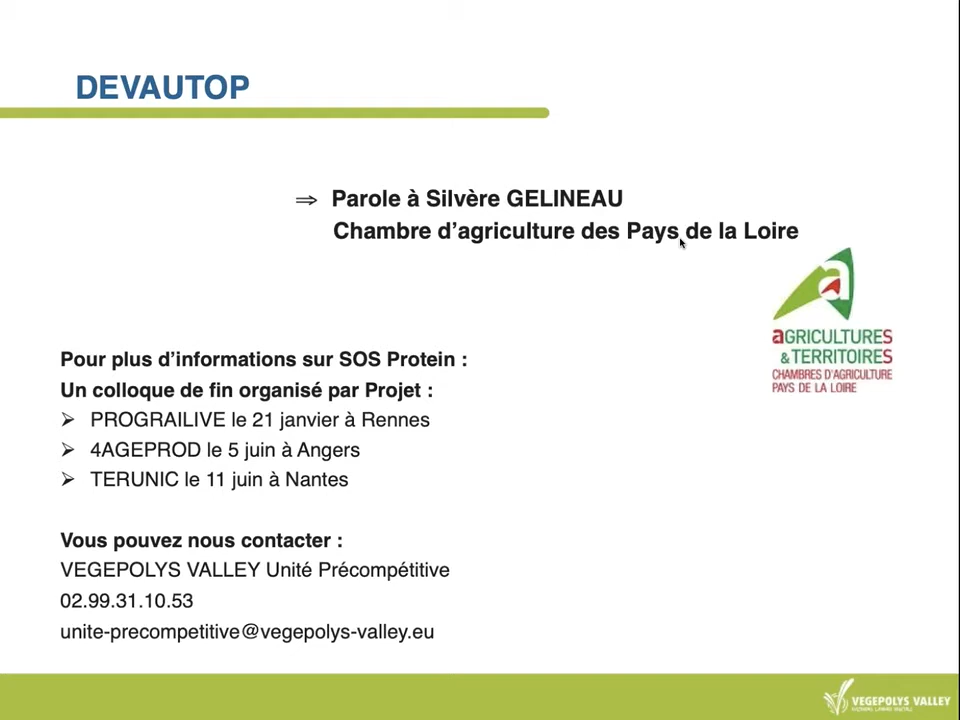 DEVAUTOP
⇒ Parole à Silvère GELINEAU
Chambre d’agriculture des Pays de la Loire
a
aGRICULTURES
& TERRITOIRES
CHAMBRES D’AGRICULTURE
PAYS DE LA LOIRE
Pour plus d’informations sur SOS Protein :
Un colloque de fin organisé par Projet :
➢ PROGRAILIVE le 21 janvier à Rennes
➢ 4AGEPROD le 5 juin à Angers
➢ TERUNIC le 11 juin à Nantes
Vous pouvez nous contacter :
VEGEPOLYS VALLEY Unité Précompétitive
02.99.31.10.53
unite-precompetitive@vegepolys-valley.eu
VEGEPOLYS VALLEY